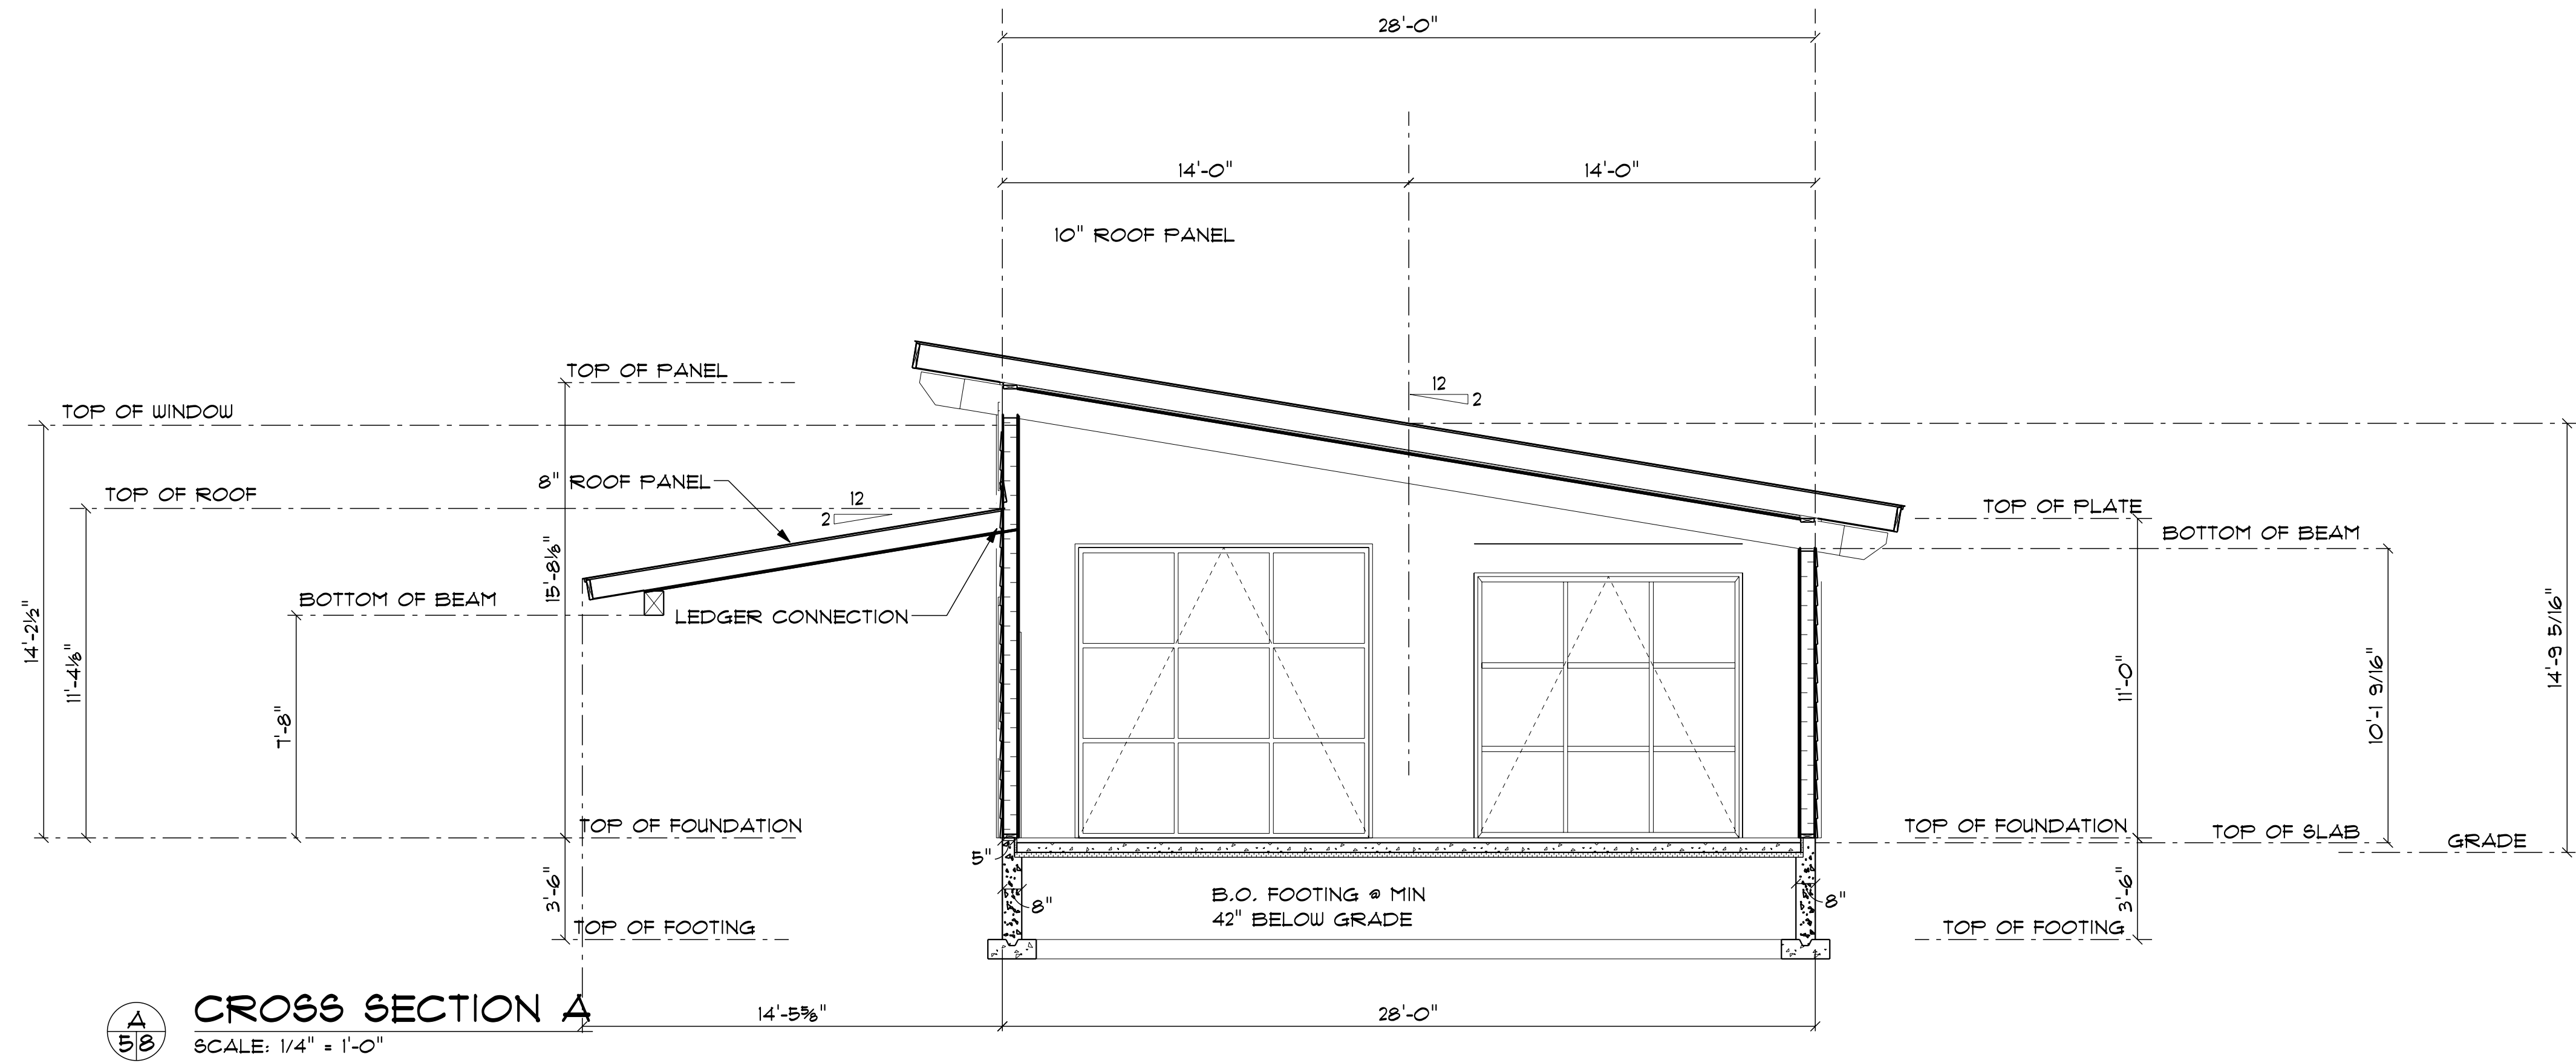 28'-0"
14'-0"
14'-0"
10" ROOF PANEL
TOP OF PANEL
12
2
TOP OF WINDOW
8" ROOF PANEL
TOP OF ROOF
12
2
TOP OF PLATE
BOTTOM OF BEAM
15'-8⅛"
BOTTOM OF BEAM
LEDGER CONNECTION
14'-2½"
11'-4⅛"
7'-8"
11'-0"
10'-1 9/16"
14'-9 5/16"
TOP OF FOUNDATION
TOP OF FOUNDATION
TOP OF SLAB
GRADE
5"
3'-6"
8"
B.O. FOOTING @ MIN
42" BELOW GRADE
8"
3'-6"
TOP OF FOOTING
TOP OF FOOTING
A
5 8
CROSS SECTION A
SCALE: 1/4" = 1'-0"
14'-5⅝"
28'-0"